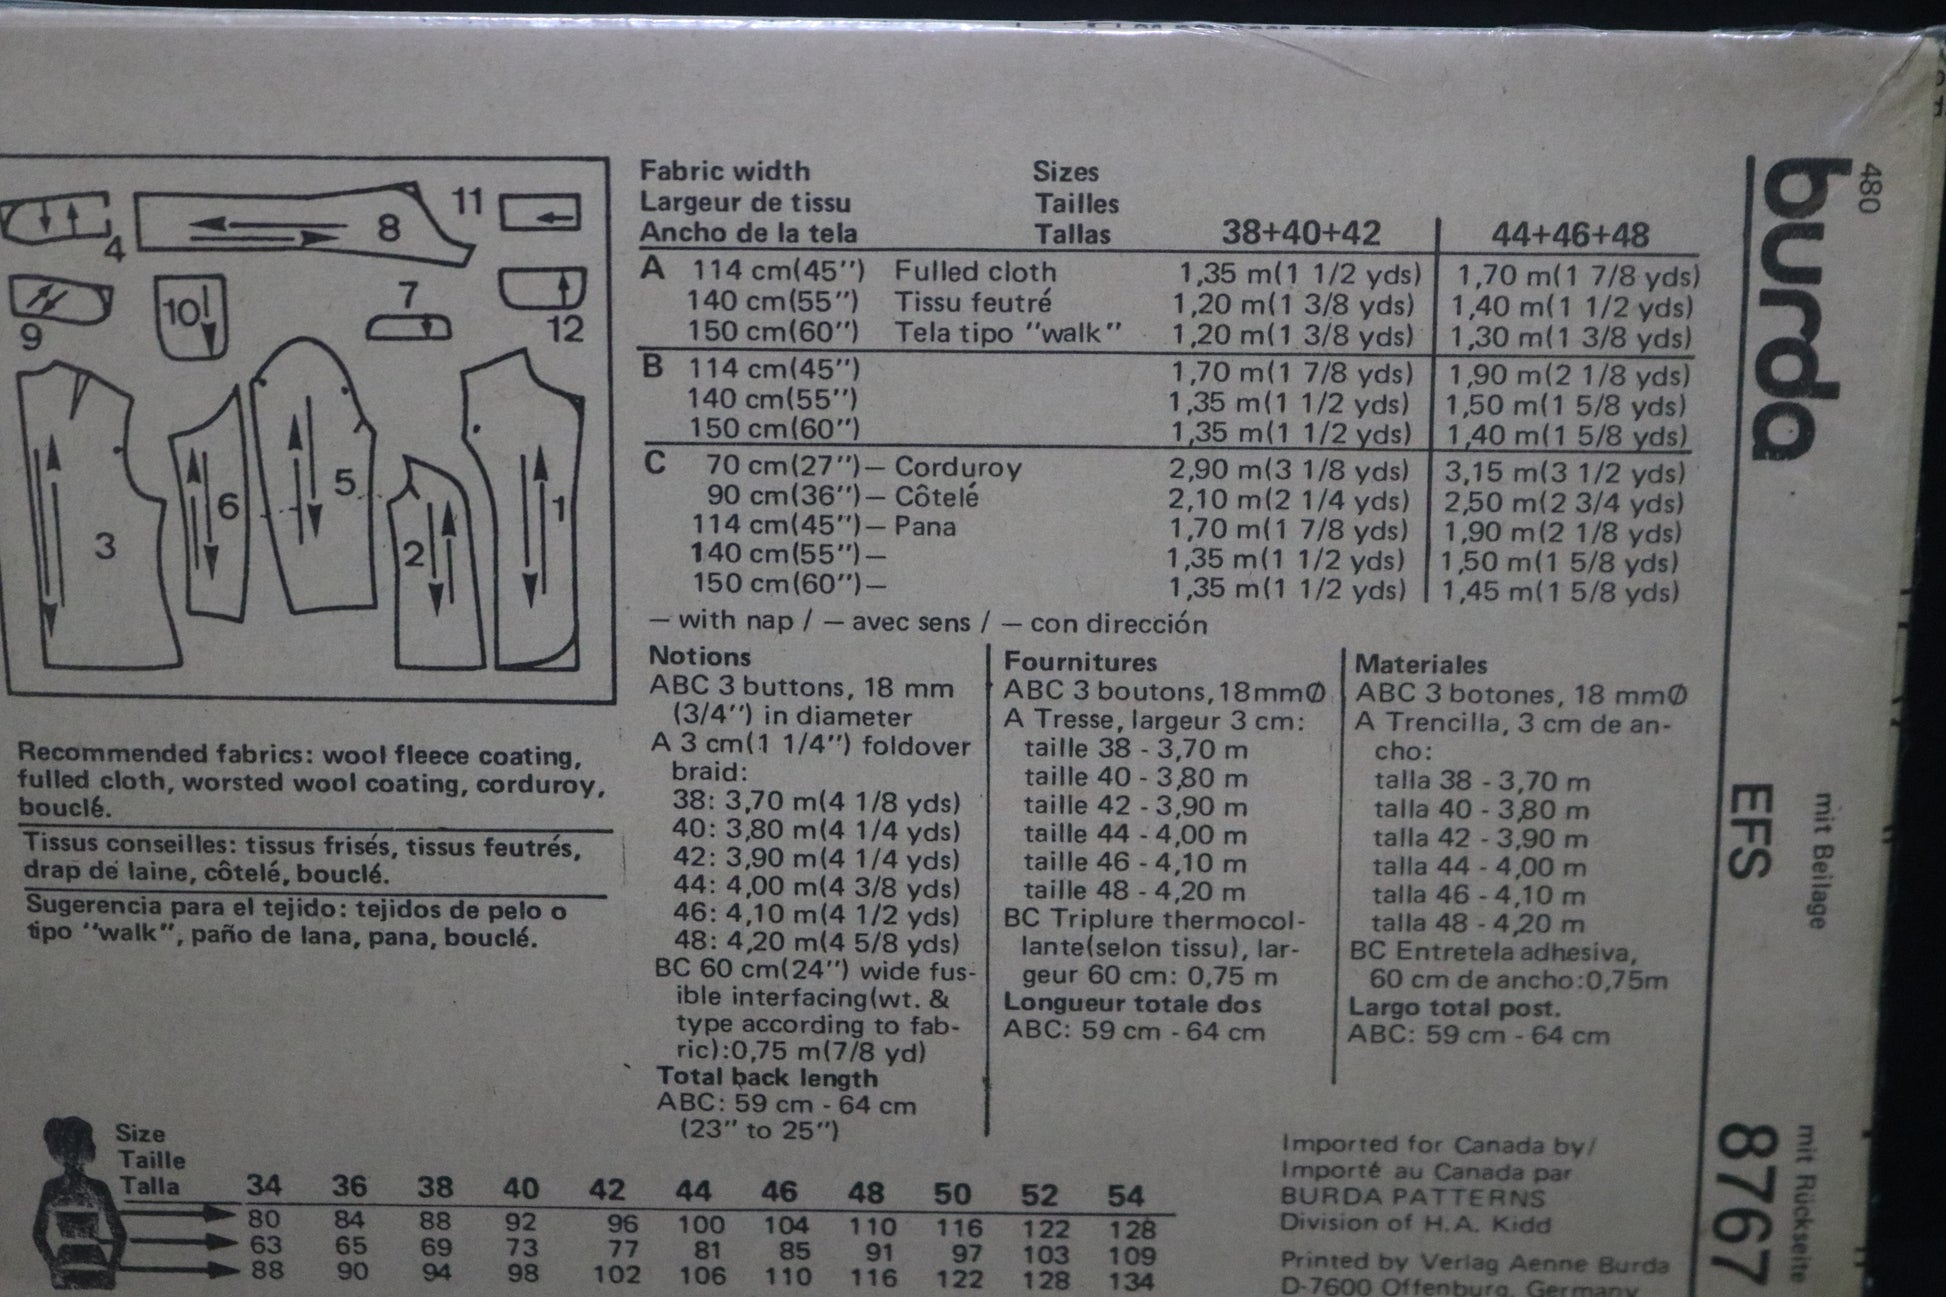 4
8
11
9
10
7
12
3
6
5
2
1
Fabric width Sizes
Largeur de tissu Tailles
Ancho de la tela Tallas 38+40+42 44+46+48
A 114 cm(45″) Fulled cloth 1,35 m(1 1/2 yds) 1,70 m(1 7/8 yds)
140 cm(55″) Tissu feutré 1,20 m(1 3/8 yds) 1,40 m(1 1/2 yds)
150 cm(60″) Tela tipo ″walk″ 1,20 m(1 3/8 yds) 1,30 m(1 3/8 yds)
B 114 cm(45″) 1,70 m(1 7/8 yds) 1,90 m(2 1/8 yds)
140 cm(55″) 1,35 m(1 1/2 yds) 1,50 m(1 5/8 yds)
150 cm(60″) 1,35 m(1 1/2 yds) 1,40 m(1 5/8 yds)
C 70 cm(27″)— Corduroy 2,90 m(3 1/8 yds) 3,15 m(3 1/2 yds)
90 cm(36″)— Côtelé 2,10 m(2 1/4 yds) 2,50 m(2 3/4 yds)
114 cm(45″)— Pana 1,70 m(1 7/8 yds) 1,90 m(2 1/8 yds)
140 cm(55″)— 1,35 m(1 1/2 yds) 1,50 m(1 5/8 yds)
150 cm(60″)— 1,35 m(1 1/2 yds) 1,45 m(1 5/8 yds)
— with nap / — avec sens / — con dirección
Notions
ABC 3 buttons, 18 mm
(3/4″) in diameter
A 3 cm(1 1/4″) foldover
braid:
38: 3,70 m(4 1/8 yds)
40: 3,80 m(4 1/4 yds)
42: 3,90 m(4 1/4 yds)
44: 4,00 m(4 3/8 yds)
46: 4,10 m(4 1/2 yds)
48: 4,20 m(4 5/8 yds)
BC 60 cm(24″) wide fus-
ible interfacing(wt. &
type according to fab-
ric):0,75 m(7/8 yd)
Total back length
ABC: 59 cm - 64 cm
(23″ to 25″)
Fournitures
ABC 3 boutons,18mmØ
A Tresse, largeur 3 cm:
taille 38 - 3,70 m
taille 40 - 3,80 m
taille 42 - 3,90 m
taille 44 - 4,00 m
taille 46 - 4,10 m
taille 48 - 4,20 m
BC Triplure thermocol-
lante(selon tissu), lar-
geur 60 cm: 0,75 m
Longueur totale dos
ABC: 59 cm - 64 cm
Materiales
ABC 3 botones, 18 mmØ
A Trencilla, 3 cm de an-
cho:
talla 38 - 3,70 m
talla 40 - 3,80 m
talla 42 - 3,90 m
talla 44 - 4,00 m
talla 46 - 4,10 m
talla 48 - 4,20 m
BC Entretela adhesiva,
60 cm de ancho:0,75m
Largo total post.
ABC: 59 cm - 64 cm
Recommended fabrics: wool fleece coating,
fulled cloth, worsted wool coating, corduroy,
bouclé.
Tissus conseilles: tissus frisés, tissus feutrés,
drap de laine, côtelé, bouclé.
Sugerencia para el tejido: tejidos de pelo o
tipo ″walk″, paño de lana, pana, bouclé.
Size
Taille
Talla 34 36 38 40 42 44 46 48 50 52 54
80 84 88 92 96 100 104 110 116 122 128
63 65 69 73 77 81 85 91 97 103 109
88 90 94 98 102 106 110 116 122 128 134
Imported for Canada by/
Importé au Canada par
BURDA PATTERNS
Division of H.A. Kidd
Printed by Verlag Aenne Burda
D-7600 Offenburg, Germany
480
burda
EFS
8767
mit Beilage
mit Rückseite